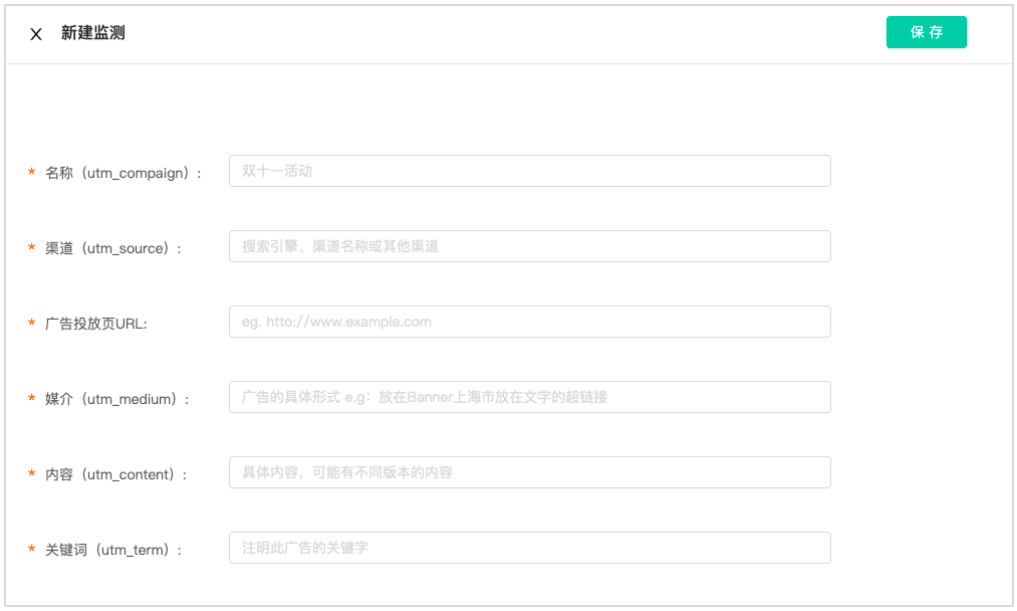 X 新建监测 保 存
* 名称（utm_compaign）: 双十一活动
* 渠道（utm_source）: 搜索引擎、渠道名称或其他渠道
* 广告投放页URL: eg. htto://www.example.com
* 媒介（utm_medium）: 广告的具体形式 e.g：放在Banner上海市放在文字的超链接
* 内容（utm_content）: 具体内容，可能有不同版本的内容
* 关键词（utm_term）: 注明此广告的关键字